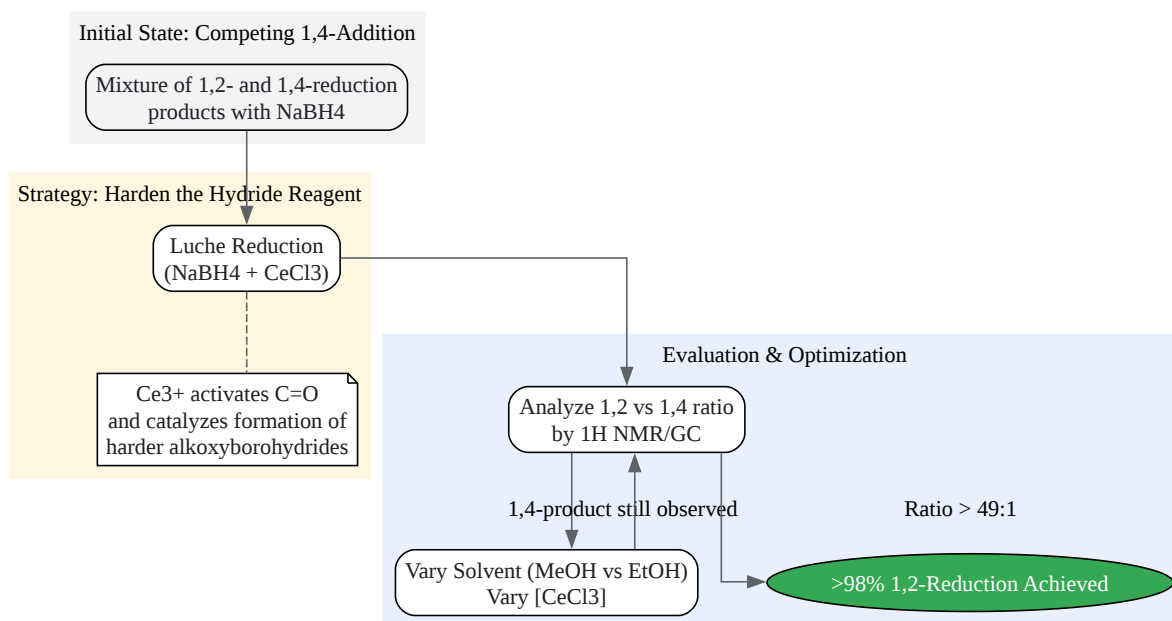 Initial State: Competing 1,4-Addition
Mixture of 1,2- and 1,4-reduction
products with NaBH4
Strategy: Harden the Hydride Reagent
Luche Reduction
(NaBH4 + CeCl3)
Ce3+ activates C=O
and catalyzes formation of
harder alkoxyborohydrides
Evaluation & Optimization
Analyze 1,2 vs 1,4 ratio
by 1H NMR/GC
1,4-product still observed
Ratio > 49:1
Vary Solvent (MeOH vs EtOH)
Vary [CeCl3]
>98% 1,2-Reduction Achieved